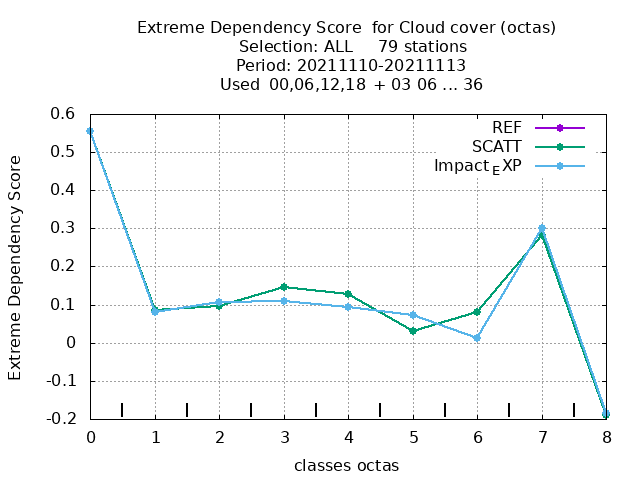 Extreme Dependency Score  for Cloud cover (octas)
Selection: ALL     79 stations
Period: 20211110-20211113
Used  00,06,12,18  + 03 06 ... 36
0.6
0.5
0.4
0.3
0.2
0.1
0
-0.1
-0.2
Extreme Dependency Score
REF
SCATT
Impact_EXP
0 1 2 3 4 5 6 7 8
classes octas